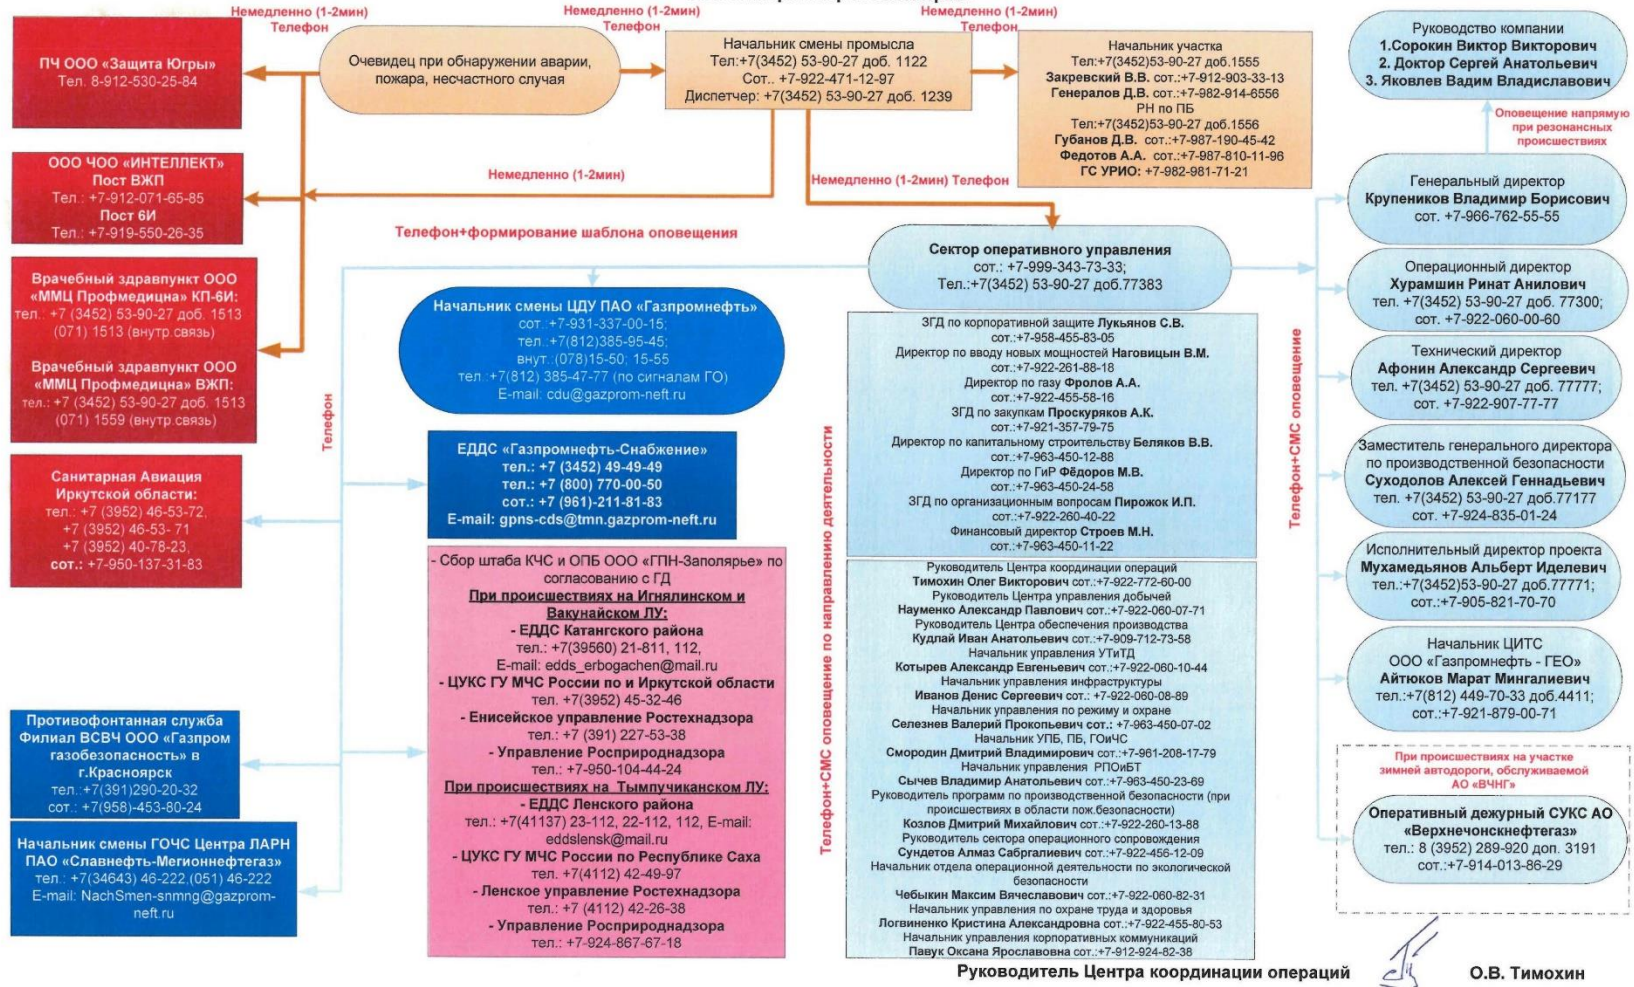 Немедленно (1-2мин)
Телефон
Немедленно (1-2мин)
Телефон
Немедленно (1-2мин)
Телефон
ПЧ ООО «Защита Югры»
Тел. 8-912-530-25-84
Очевидец при обнаружении аварии,
пожара, несчастного случая
Начальник смены промысла
Тел:+7(3452) 53-90-27 доб. 1122
Сот.. +7-922-471-12-97
Диспетчер: +7(3452) 53-90-27 доб. 1239
Начальник участка
Тел:+7(3452)53-90-27 доб.1555
Закревский В.В. сот.:+7-912-903-33-13
Генералов Д.В. сот.:+7-982-914-6556
РН по ПБ
Тел:+7(3452)53-90-27 доб.1556
Губанов Д.В. сот.:+7-987-190-45-42
Федотов А.А. сот.:+7-987-810-11-96
ГС УРИО: +7-982-981-71-21
Руководство компании
1.Сорокин Виктор Викторович
2. Доктор Сергей Анатольевич
3. Яковлев Вадим Владиславович
Оповещение напрямую
при резонансных
происшествиях
ООО ЧОО «ИНТЕЛЛЕКТ»
Пост ВЖП
Тел.: +7-912-071-65-85
Пост 6И
Тел.: +7-919-550-26-35
Немедленно (1-2мин)
Немедленно (1-2мин) Телефон
Генеральный директор
Крупеников Владимир Борисович
сот. +7-966-762-55-55
Телефон+формирование шаблона оповещения
Сектор оперативного управления
сот.: +7-999-343-73-33;
Тел.:+7(3452) 53-90-27 доб.77383
Врачебный здравпункт ООО
«ММЦ Профмедицна» КП-6И:
тел.: +7 (3452) 53-90-27 доб. 1513
(071) 1513 (внутр.связь)
Врачебный здравпункт ООО
«ММЦ Профмедицна» ВЖП:
тел.: +7 (3452) 53-90-27 доб. 1513
(071) 1559 (внутр.связь)
Начальник смены ЦДУ ПАО «Газпромнефть»
сот.:+7-931-337-00-15;
тел.:+7(812)385-95-45;
внут.:(078)15-50; 15-55
тел.:+7(812) 385-47-77 (по сигналам ГО)
E-mail: cdu@gazprom-neft.ru
Операционный директор
Хурамшин Ринат Анилович
тел. +7(3452) 53-90-27 доб. 77300;
сот. +7-922-060-00-60
Технический директор
Афонин Александр Сергеевич
тел. +7(3452) 53-90-27 доб. 77777;
сот. +7-922-907-77-77
Телефон
Телефон+СМС оповещение по направлению деятельности
Телефон+СМС оповещение
ЗГД по корпоративной защите Лукьянов С.В.
сот.:+7-958-455-83-05
Директор по вводу новых мощностей Наговицын В.М.
сот.:+7-922-261-88-18
Директор по газу Фролов А.А.
сот.:+7-922-455-58-16
ЗГД по закупкам Проскуряков А.К.
сот.:+7-921-357-79-75
Директор по капитальному строительству Беляков В.В.
сот.:+7-963-450-12-88
Директор по ГиР Фёдоров М.В.
сот.:+7-963-450-24-58
ЗГД по организационным вопросам Пирожок И.П.
сот.:+7-922-260-40-22
Финансовый директор Строев М.Н.
сот.:+7-963-450-11-22
ЕДДС «Газпромнефть-Снабжение»
тел.: +7 (3452) 49-49-49
тел.: +7 (800) 770-00-50
сот.: +7 (961)-211-81-83
E-mail: gpns-cds@tmn.gazprom-neft.ru
Санитарная Авиация
Иркутской области:
тел.: +7 (3952) 46-53-72,
+7 (3952) 46-53- 71
+7 (3952) 40-78-23,
сот.: +7-950-137-31-83
Заместитель генерального директора
по производственной безопасности
Суходолов Алексей Геннадьевич
тел. +7(3452) 53-90-27 доб.77177
сот. +7-924-835-01-24
Исполнительный директор проекта
Мухамедьянов Альберт Иделевич
тел.:+7(3452)53-90-27 доб.77771;
сот.:+7-905-821-70-70
- Сбор штаба КЧС и ОПБ ООО «ГПН-Заполярье» по
согласованию с ГД
При происшествиях на Игнялинском и
Вакунайском ЛУ:
- ЕДДС Катангского района
тел.: +7(39560) 21-811, 112,
E-mail: edds_erbogachen@mail.ru
- ЦУКС ГУ МЧС России по и Иркутской области
тел. +7(3952) 45-32-46
- Енисейское управление Ростехнадзора
тел.: +7 (391) 227-53-38
- Управление Росприроднадзора
тел.: +7-950-104-44-24
При происшествиях на Тымпучиканском ЛУ:
- ЕДДС Ленского района
тел.: +7(41137) 23-112, 22-112, 112, E-mail:
eddslensk@mail.ru
- ЦУКС ГУ МЧС России по Республике Саха
тел. +7(4112) 42-49-97
- Ленское управление Ростехнадзора
тел.: +7 (4112) 42-26-38
- Управление Росприроднадзора
тел.: +7-924-867-67-18
Руководитель Центра координации операций
Тимохин Олег Викторович сот.:+7-922-772-60-00
Руководитель Центра управления добычей
Науменко Александр Павлович сот.:+7-922-060-07-71
Руководитель Центра обеспечения производства
Кудлай Иван Анатольевич сот.:+7-909-712-73-58
Начальник управления УТиТД
Котырев Александр Евгеньевич сот.:+7-922-060-10-44
Начальник управления инфраструктуры
Иванов Денис Сергеевич сот.: +7-922-060-08-89
Начальник управления по режиму и охране
Селезнев Валерий Прокопьевич сот.: +7-963-450-07-02
Начальник УПБ, ПБ, ГОиЧС
Смородин Дмитрий Владимирович сот.:+7-961-208-17-79
Начальник управления РПОиБТ
Сычев Владимир Анатольевич сот.:+7-963-450-23-69
Руководитель программ по производственной безопасности (при
происшествиях в области пож.безопасности)
Козлов Дмитрий Михайлович сот.:+7-922-260-13-88
Руководитель сектора операционного сопровождения
Сундетов Алмаз Сабргалиевич сот.:+7-922-456-12-09
Начальник отдела операционной деятельности по экологической
безопасности
Чебыкин Максим Вячеславович сот.:+7-922-060-82-31
Начальник управления по охране труда и здоровья
Логвиненко Кристина Александровна сот.:+7-922-455-80-53
Начальник управления корпоративных коммуникаций
Павук Оксана Ярославовна сот.:+7-912-924-82-38
Начальник ЦИТС
ООО «Газпромнефть - ГЕО»
Айтюков Марат Мингалиевич
тел.:+7(812) 449-70-33 доб.4411;
сот.:+7-921-879-00-71
Противофонтанная служба
Филиал ВСВЧ ООО «Газпром
газобезопасность» в
г.Красноярск
тел.:+7(391)290-20-32
сот.: +7(958)-453-80-24
При происшествиях на участке
зимней автодороги, обслуживаемой
АО «ВЧНГ»
Оперативный дежурный СУКС АО
«Верхнечонскнефтегаз»
тел.: 8 (3952) 289-920 доп. 3191
сот.:+7-914-013-86-29
Начальник смены ГОЧС Центра ЛАРН
ПАО «Славнефть-Мегионнефтегаз»
тел.: +7(34643) 46-222,(051) 46-222
E-mail: NachSmen-snmng@gazprom-
neft.ru
Руководитель Центра координации операций О.В. Тимохин